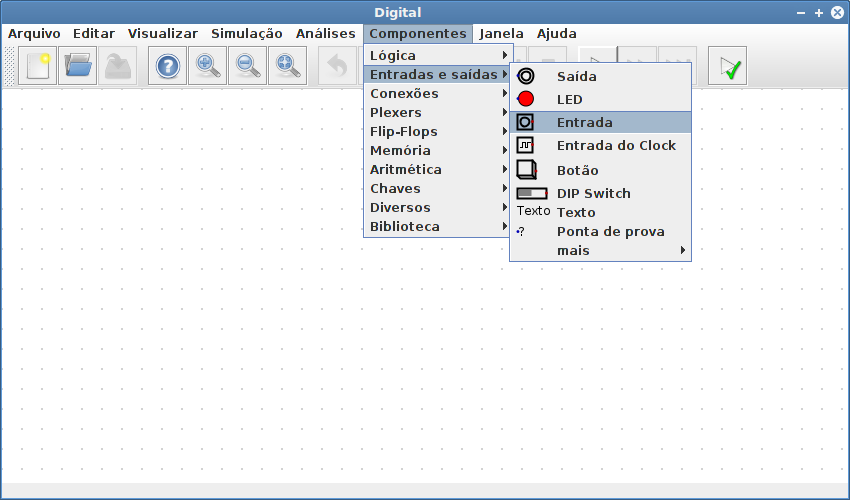 Digital
Arquivo Editar Visualizar Simulação Análises Componentes Janela Ajuda
Lógica
Entradas e saídas
Conexões
Plexers
Flip-Flops
Memória
Aritmética
Chaves
Diversos
Biblioteca
Saída
LED
Entrada
Entrada do Clock
Botão
DIP Switch
Texto Texto
? Ponta de prova
mais